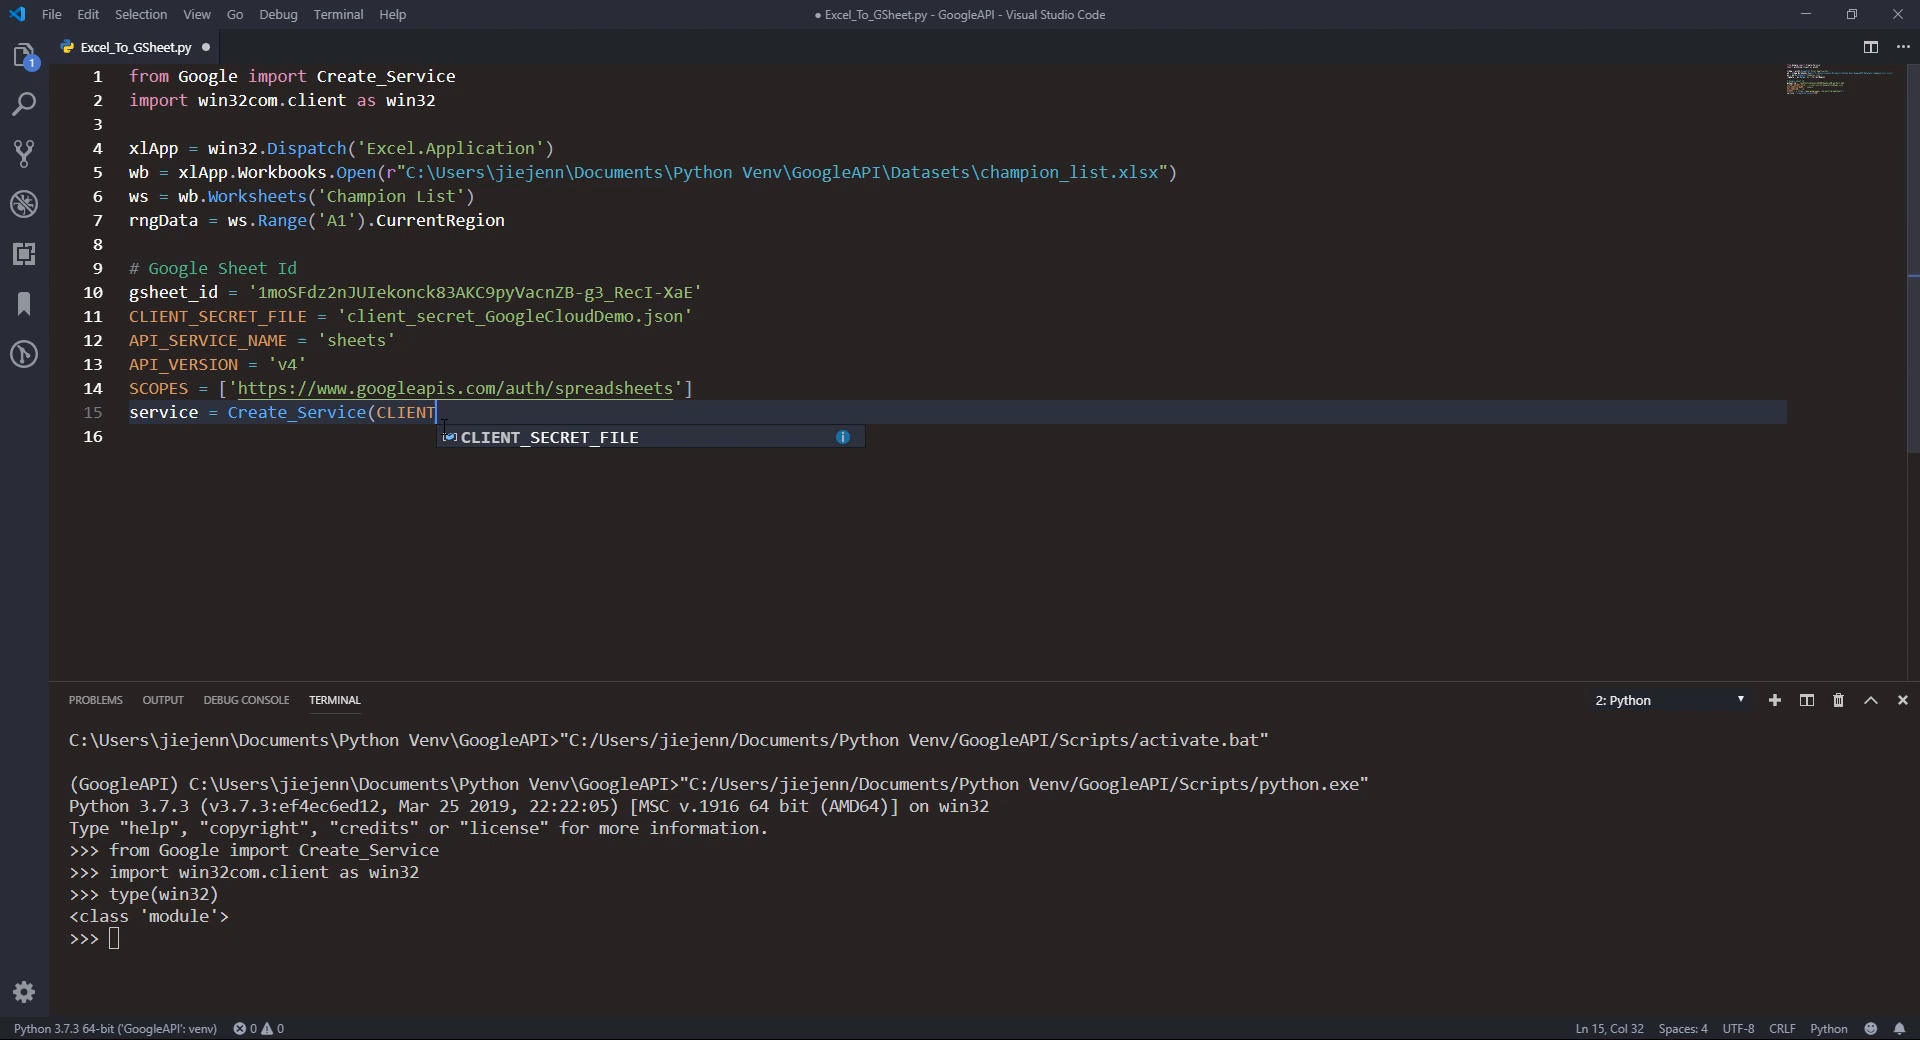 File Edit Selection View Go Debug Terminal Help
● Excel_To_GSheet.py - GoogleAPI - Visual Studio Code
1
Excel_To_GSheet.py
1 from Google import Create_Service
2 import win32com.client as win32
3
4 xlApp = win32.Dispatch('Excel.Application')
5 wb = xlApp.Workbooks.Open(r"C:\Users\jiejenn\Documents\Python Venv\GoogleAPI\Datasets\champion_list.xlsx")
6 ws = wb.Worksheets('Champion List')
7 rngData = ws.Range('A1').CurrentRegion
8
9 # Google Sheet Id
10 gsheet_id = '1moSFdz2nJUIekonck83AKC9pyVacnZB-g3_RecI-XaE'
11 CLIENT_SECRET_FILE = 'client_secret_GoogleCloudDemo.json'
12 API_SERVICE_NAME = 'sheets'
13 API_VERSION = 'v4'
14 SCOPES = ['https://www.googleapis.com/auth/spreadsheets']
15 service = Create_Service(CLIENT
16
CLIENT_SECRET_FILE
PROBLEMS OUTPUT DEBUG CONSOLE TERMINAL
2: Python
C:\Users\jiejenn\Documents\Python Venv\GoogleAPI>"C:/Users/jiejenn/Documents/Python Venv/GoogleAPI/Scripts/activate.bat"
(GoogleAPI) C:\Users\jiejenn\Documents\Python Venv\GoogleAPI>"C:/Users/jiejenn/Documents/Python Venv/GoogleAPI/Scripts/python.exe"
Python 3.7.3 (v3.7.3:ef4ec6ed12, Mar 25 2019, 22:22:05) [MSC v.1916 64 bit (AMD64)] on win32
Type "help", "copyright", "credits" or "license" for more information.
>>> from Google import Create_Service
>>> import win32com.client as win32
>>> type(win32)
<class 'module'>
>>>
Python 3.7.3 64-bit ('GoogleAPI': venv) 0 0
Ln 15, Col 32 Spaces: 4 UTF-8 CRLF Python